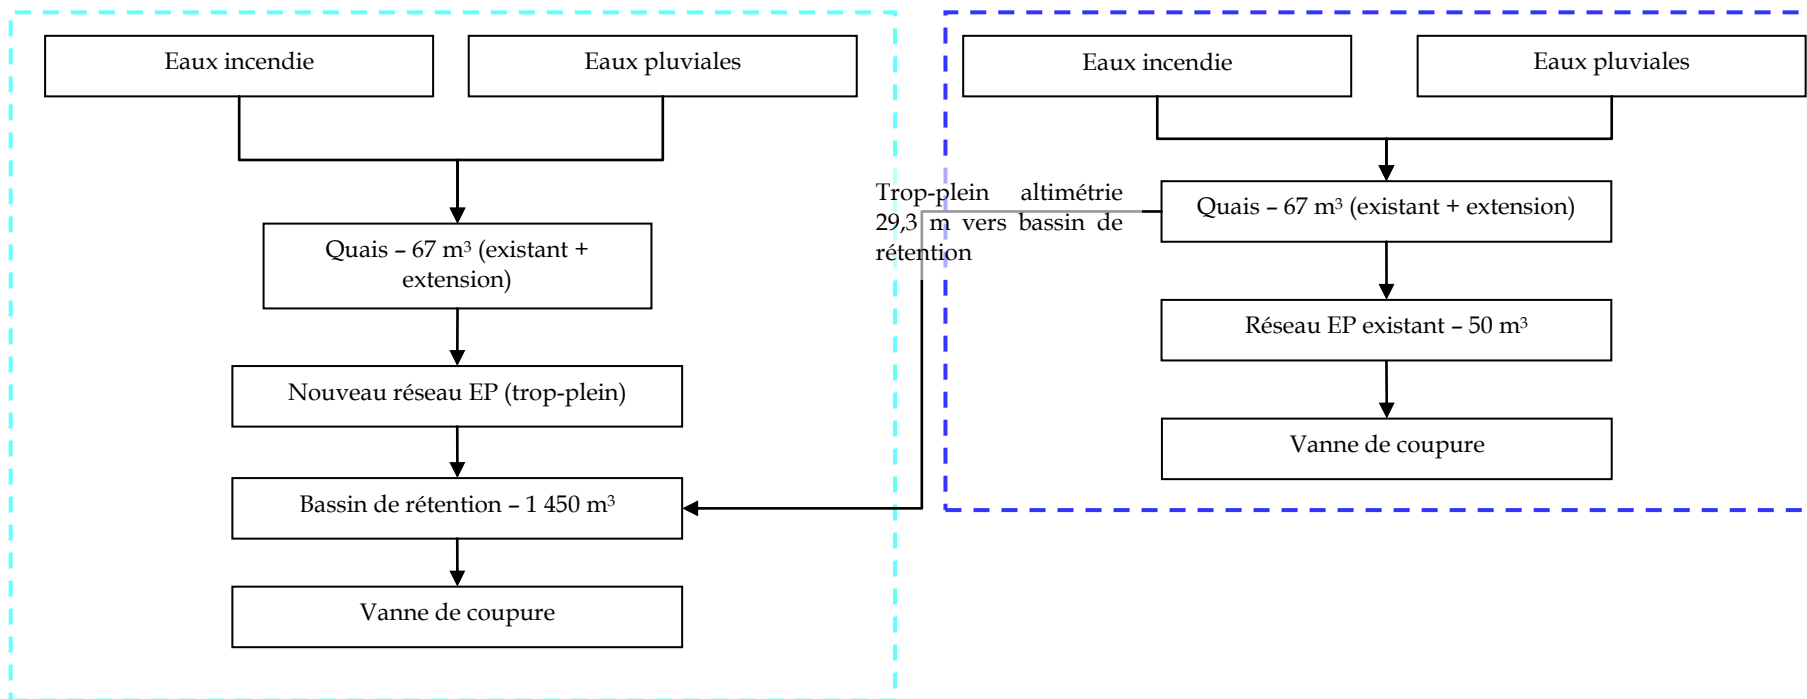 Eaux incendie
Eaux pluviales
Quais – 67 m³ (existant +
extension)
Nouveau réseau EP (trop-plein)
Bassin de rétention – 1 450 m³
Vanne de coupure
Trop-plein altimétrie
29,3 m vers bassin de
rétention
Eaux incendie
Eaux pluviales
Quais – 67 m³ (existant + extension)
Réseau EP existant – 50 m³
Vanne de coupure